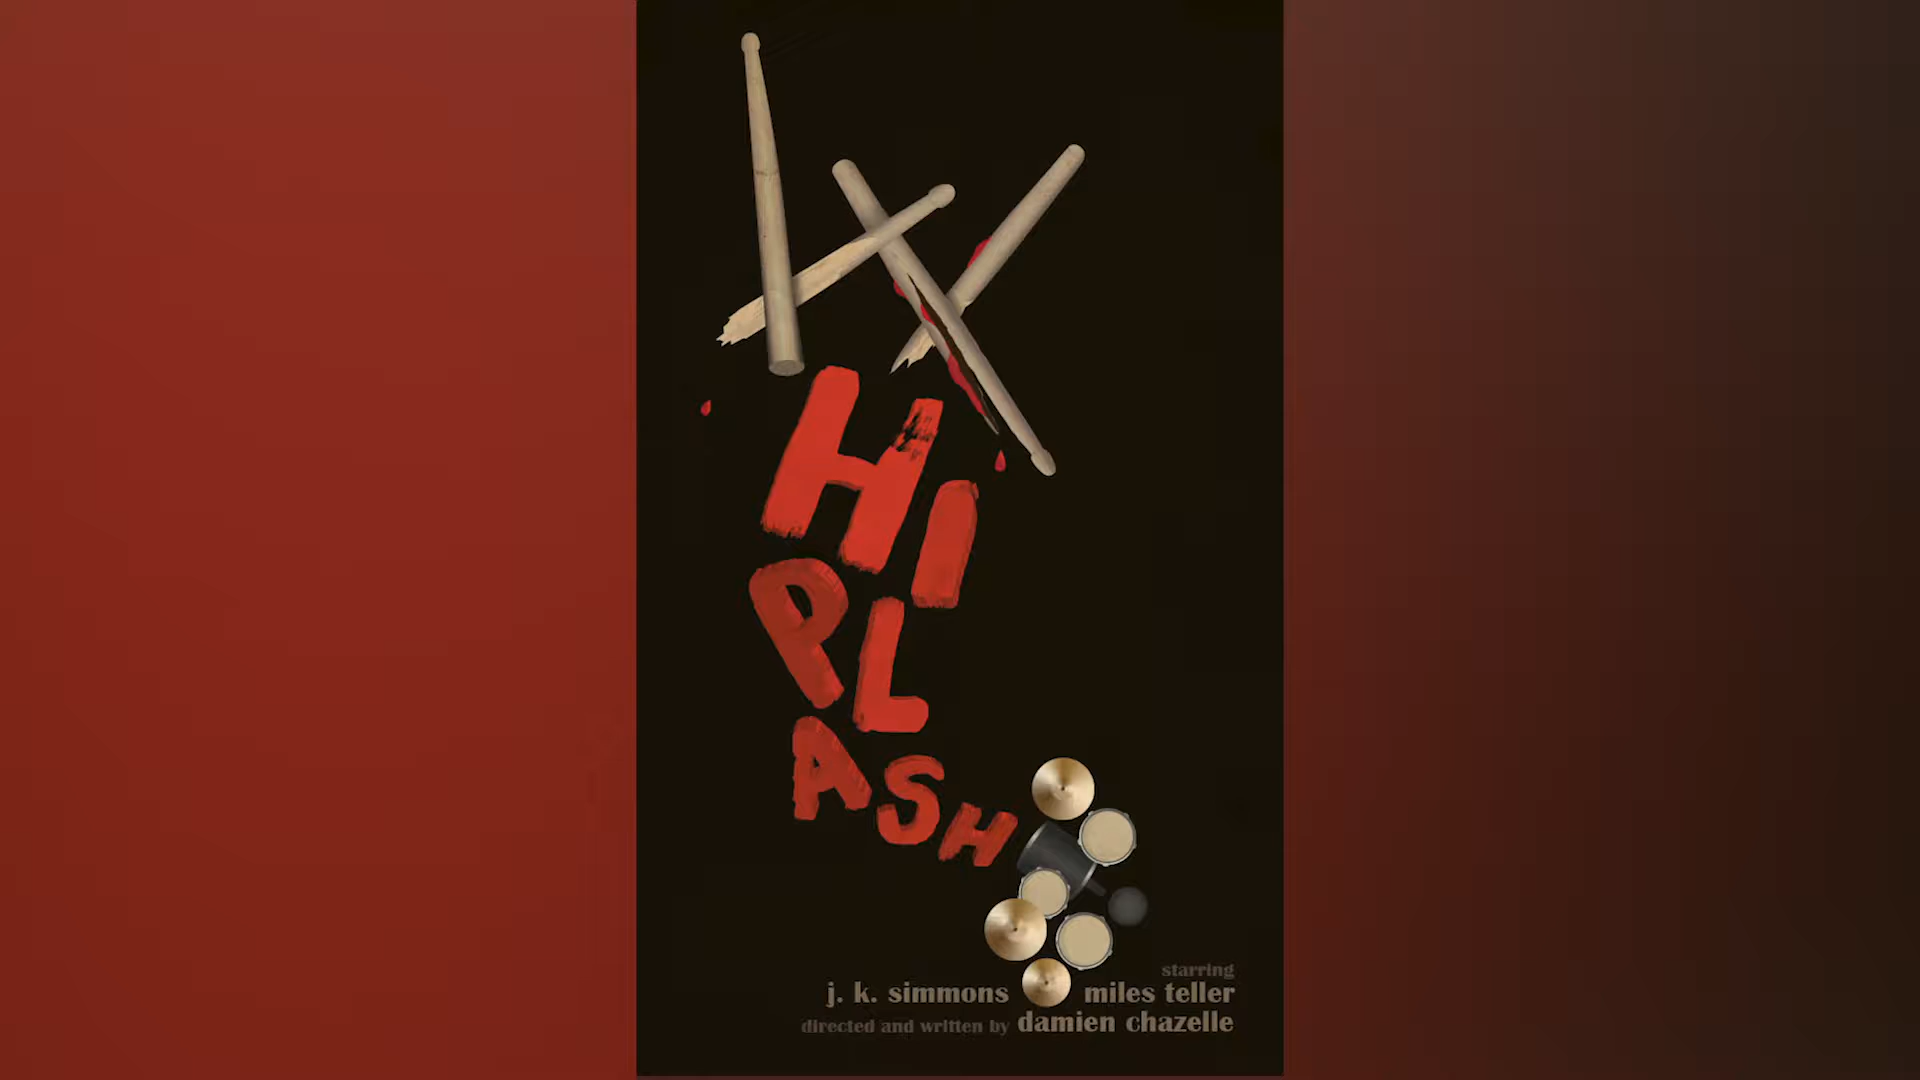 W
HI
PL
ASH
starring
j. k. simmons miles teller
directed and written by damien chazelle